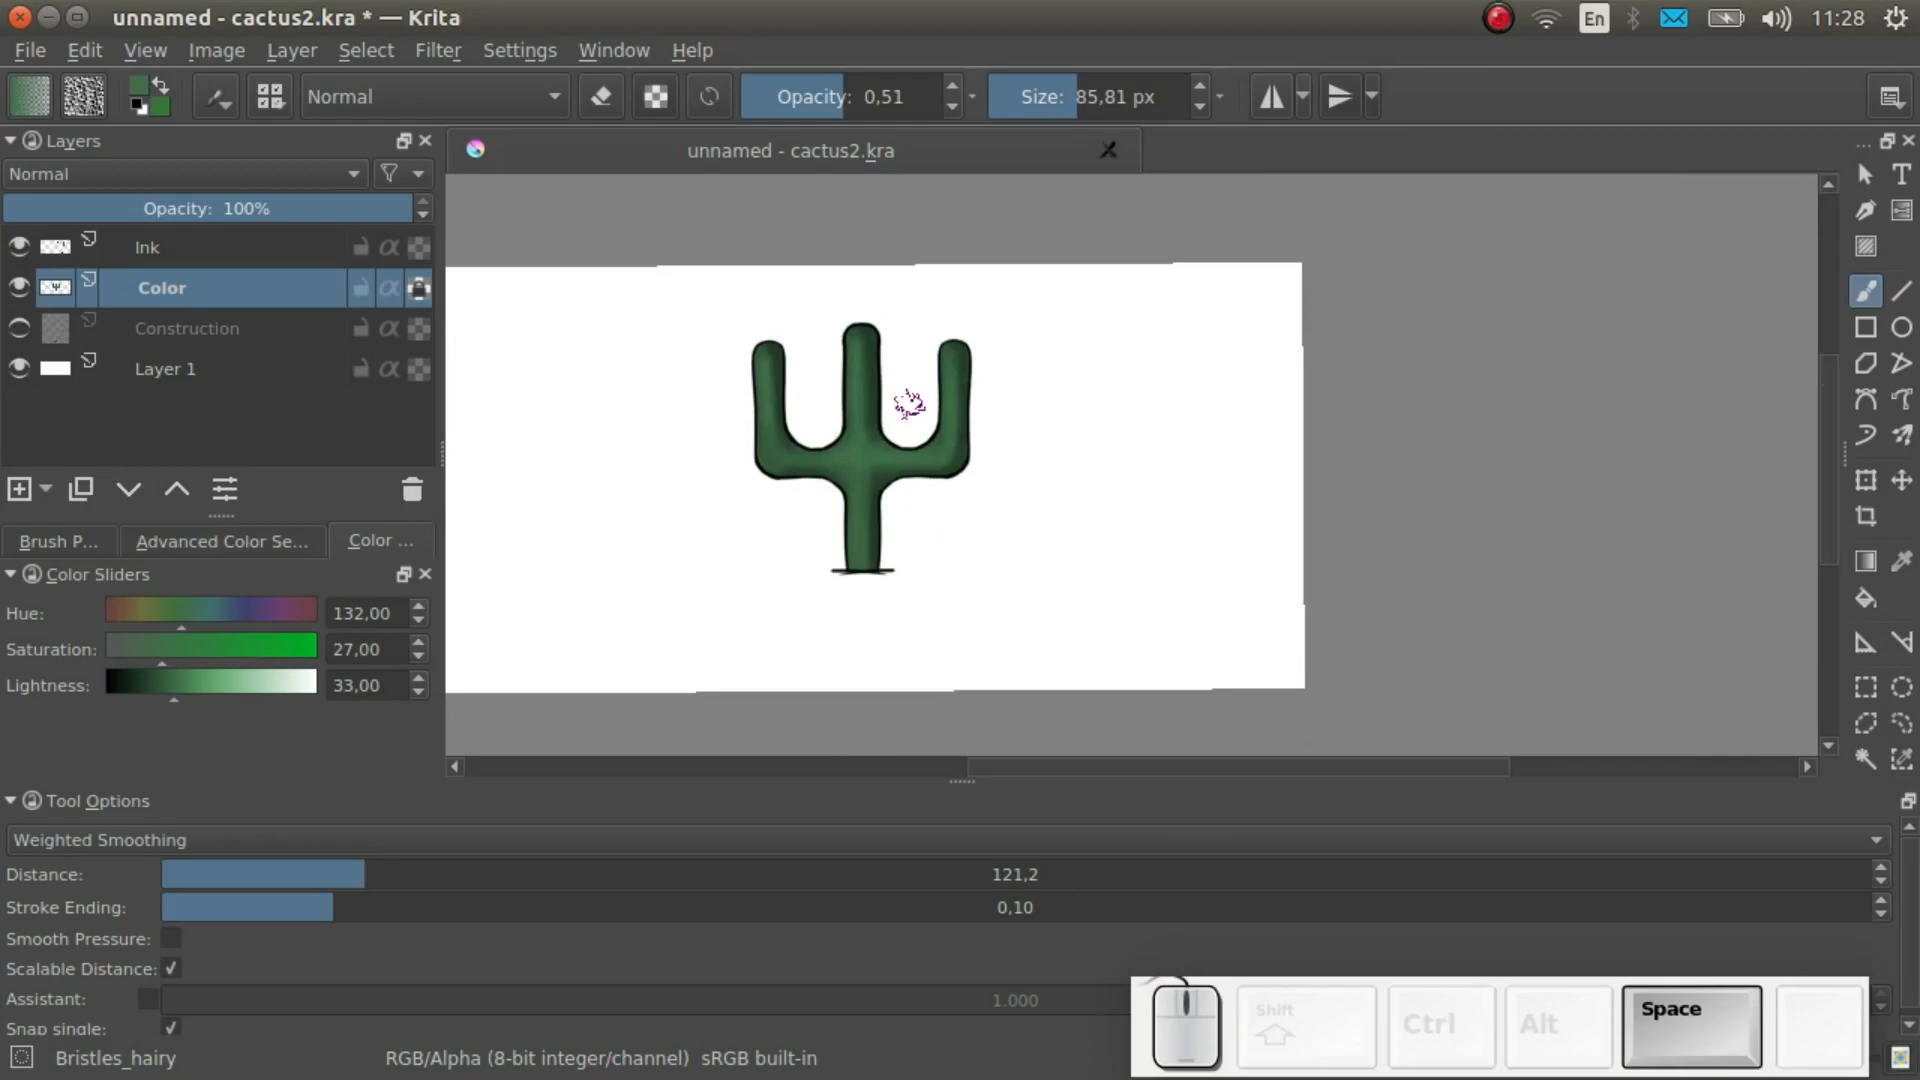 unnamed - cactus2.kra * — Krita
En
11:28
File Edit View Image Layer Select Filter Settings Window Help
Normal
Opacity: 0,51
Size: 85,81 px
Layers
unnamed - cactus2.kra
Normal
Opacity: 100%
Ink
Color
Construction
Layer 1
Brush P... Advanced Color Se... Color ...
Color Sliders
Hue: 132,00
Saturation: 27,00
Lightness: 33,00
Tool Options
Weighted Smoothing
Distance: 121,2
Stroke Ending: 0,10
Smooth Pressure:
Scalable Distance:
Assistant: 1.000
Snap single:
Shift Ctrl Alt Space
Bristles_hairy RGB/Alpha (8-bit integer/channel) sRGB built-in